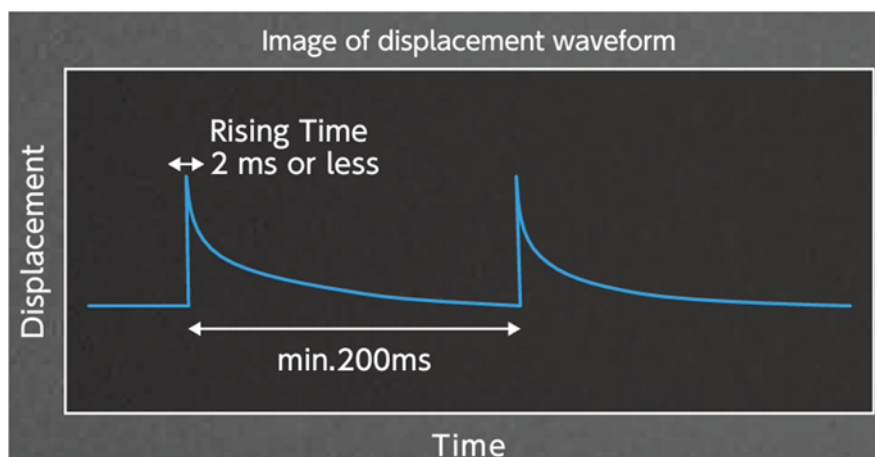 Image of displacement waveform
Rising Time
2 ms or less
Displacement
min.200ms
Time